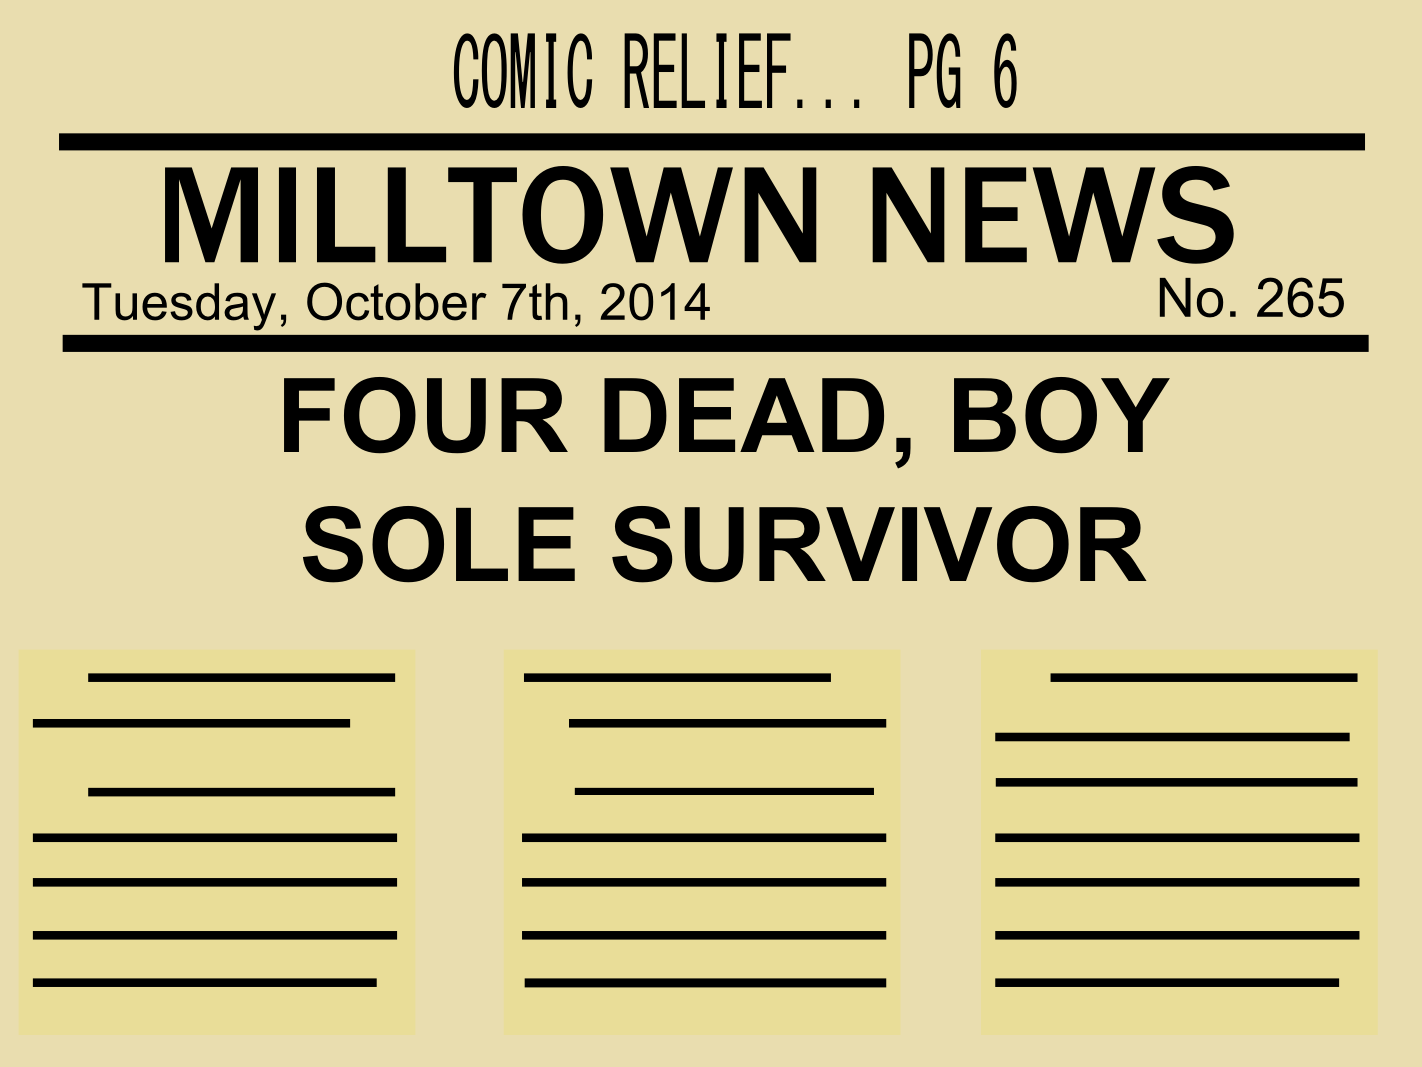 COMIC RELIEF... PG 6
MILLTOWN NEWS
Tuesday, October 7th, 2014
No. 265
FOUR DEAD, BOY
SOLE SURVIVOR